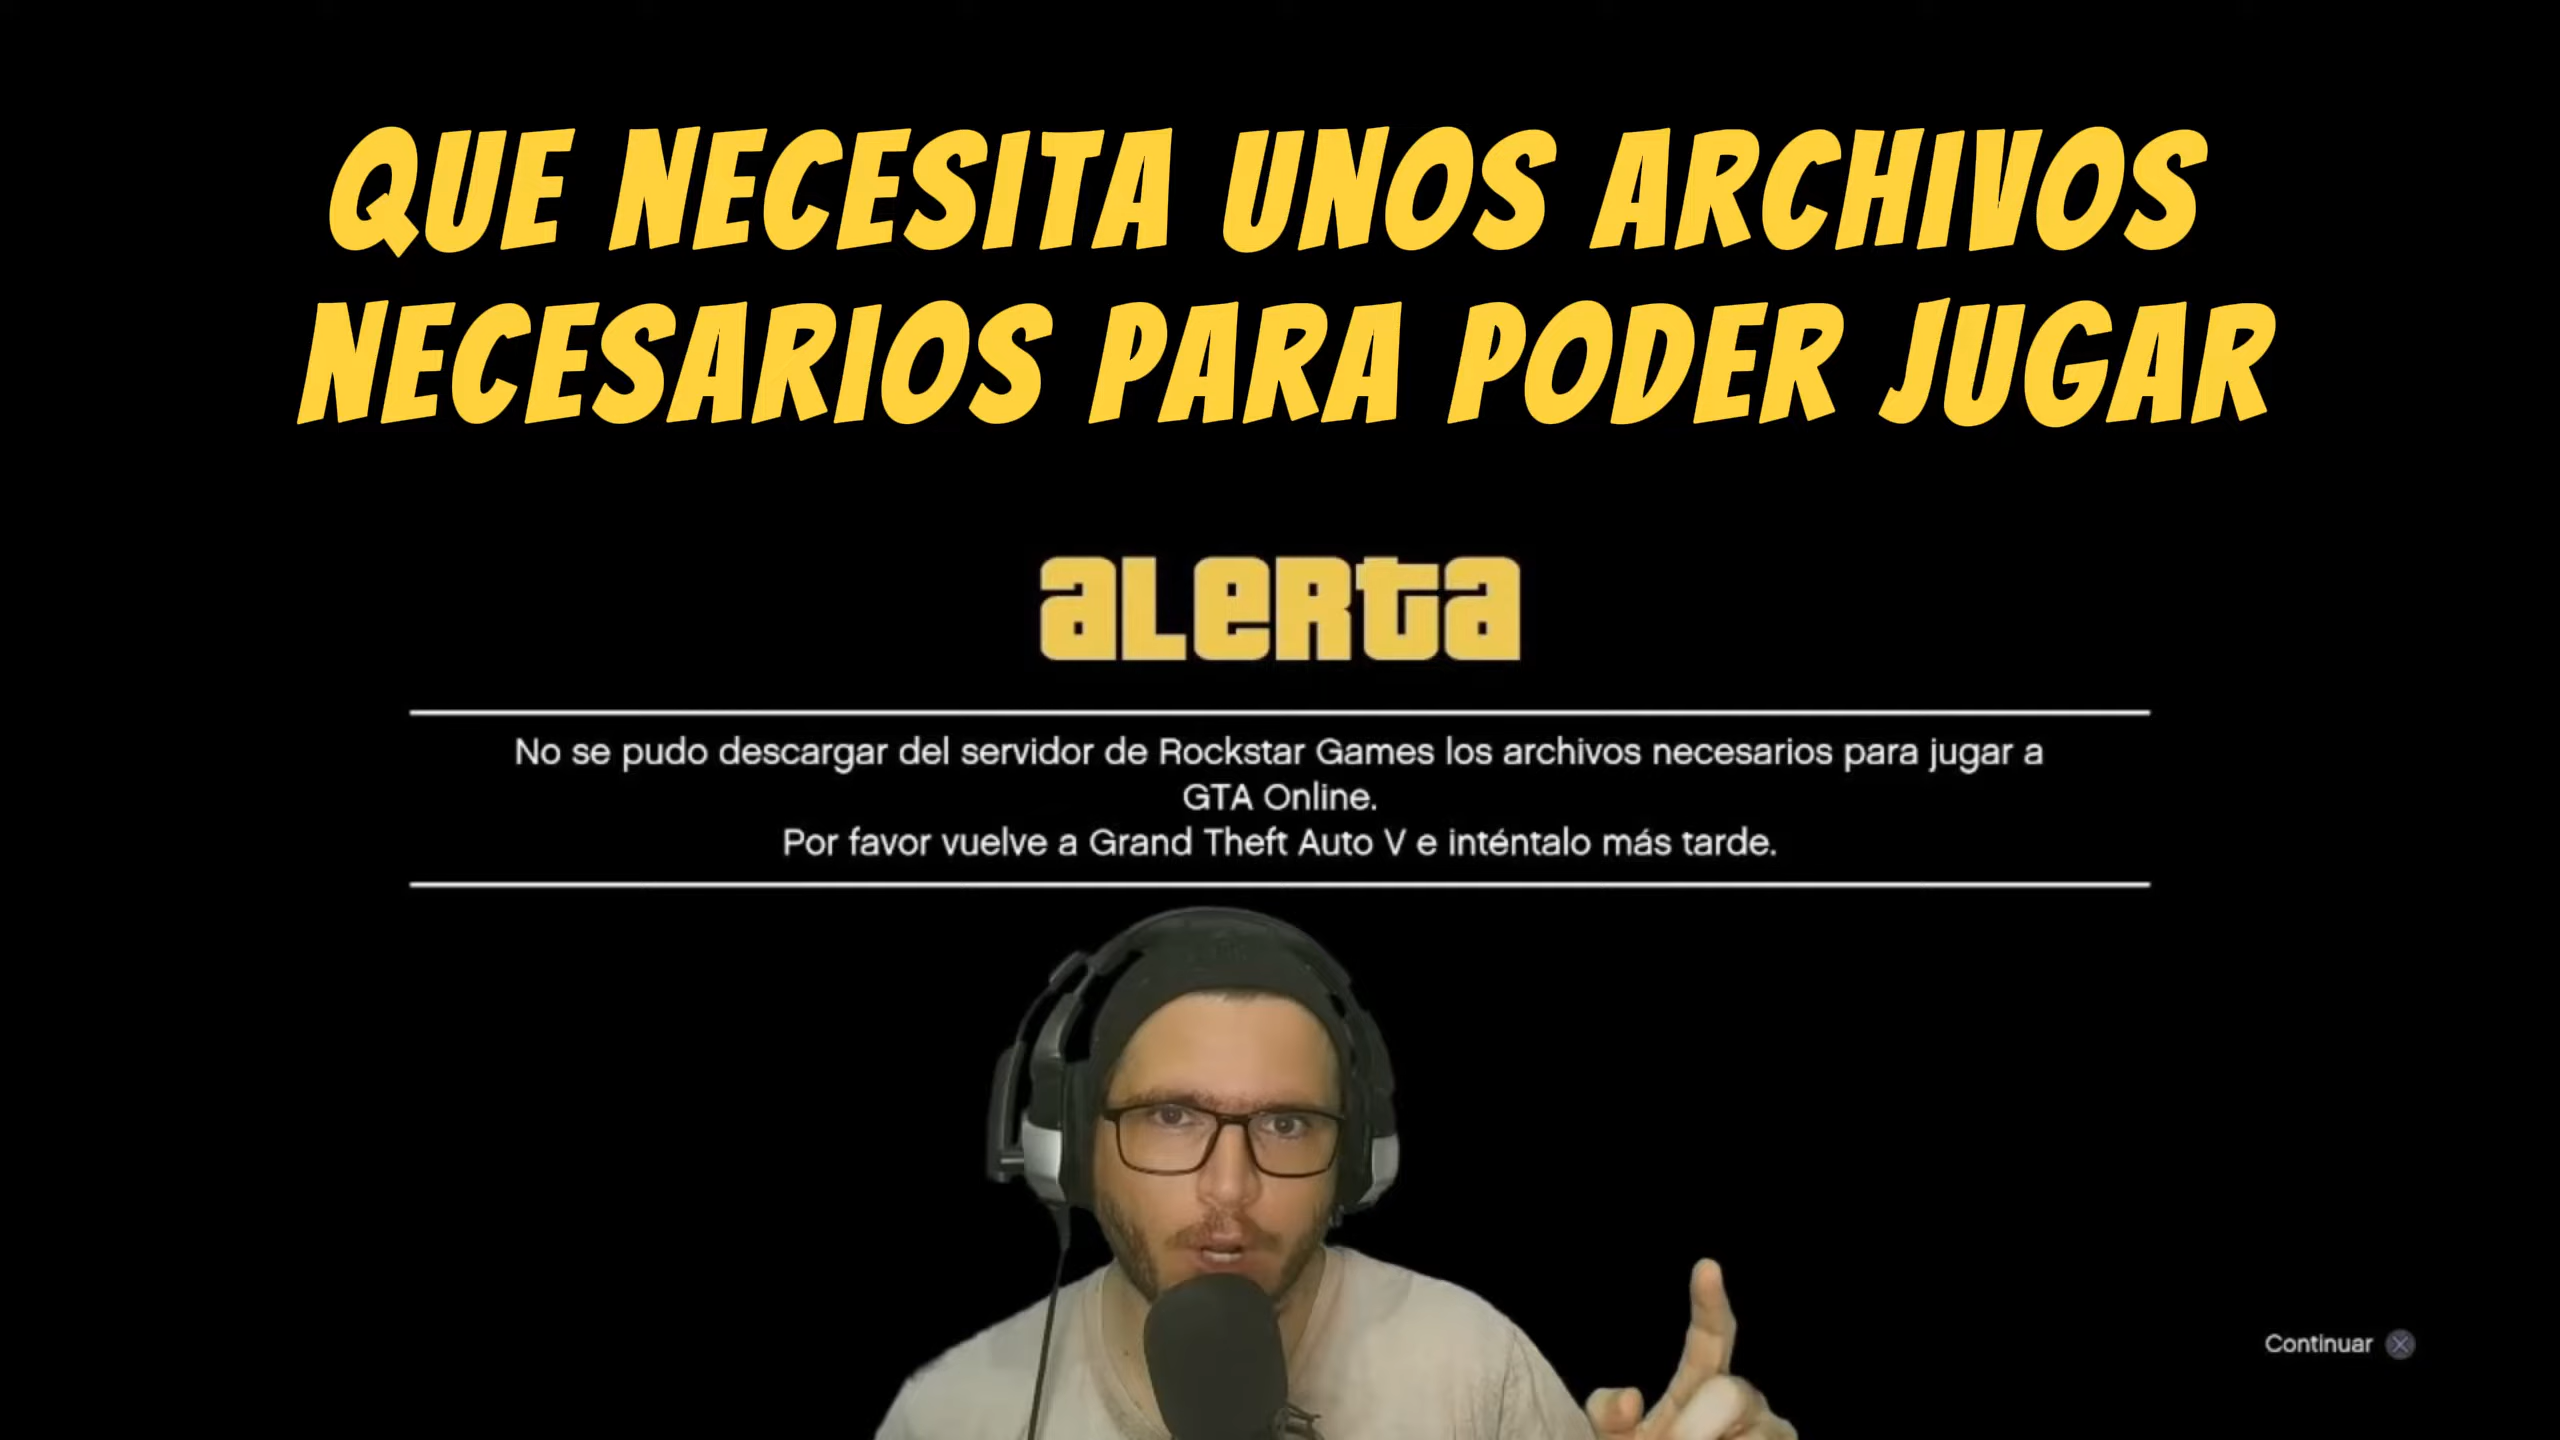 QUE NECESITA UNOS ARCHIVOS
NECESARIOS PARA PODER JUGAR
aLeRta
No se pudo descargar del servidor de Rockstar Games los archivos necesarios para jugar a
GTA Online.
Por favor vuelve a Grand Theft Auto V e inténtalo más tarde.
Continuar